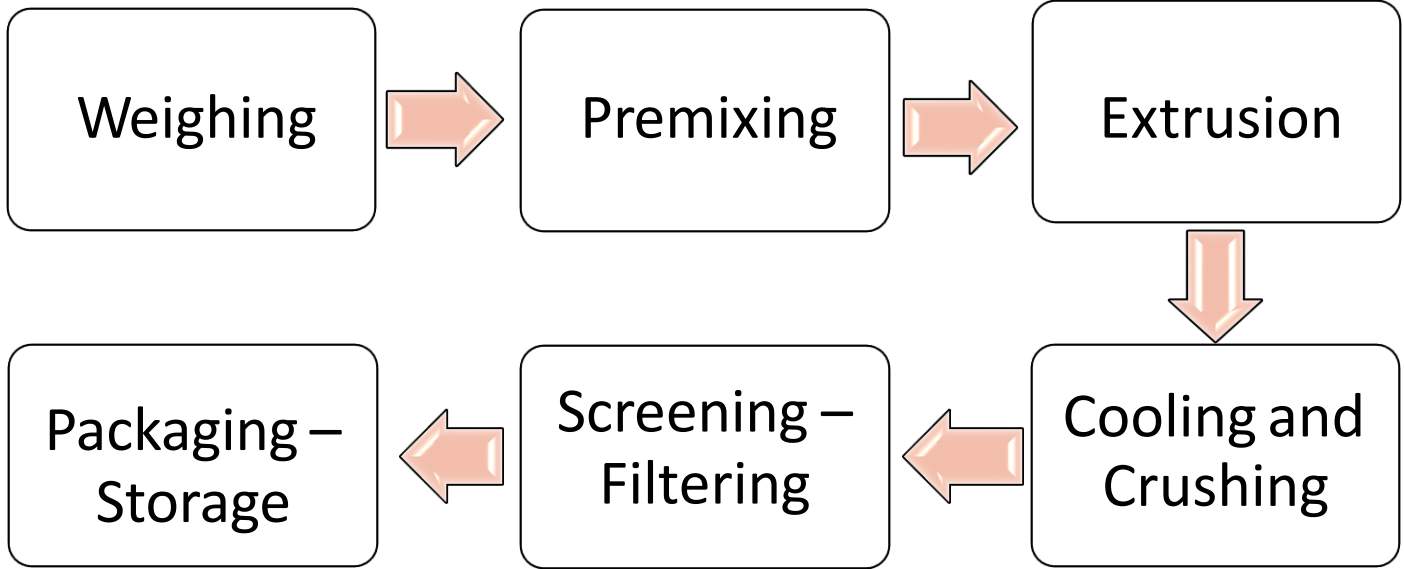 Weighing
Premixing
Extrusion
Cooling and
Crushing
Screening –
Filtering
Packaging –
Storage